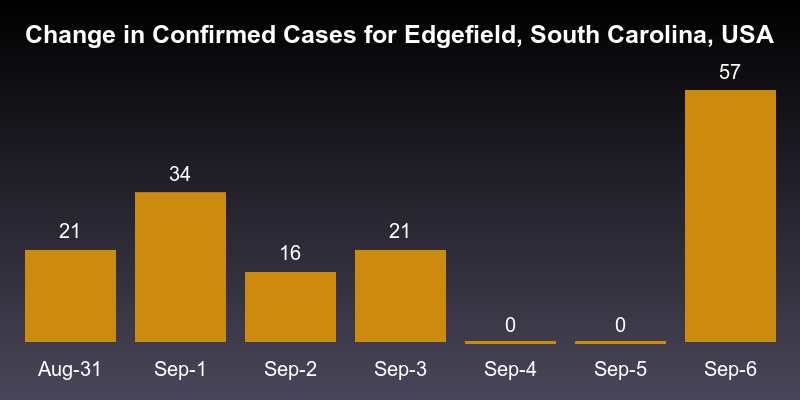 Change in Confirmed Cases for Edgefield, South Carolina, USA
57
34
21
21
16
0
0
Aug-31
Sep-1
Sep-2
Sep-3
Sep-4
Sep-5
Sep-6